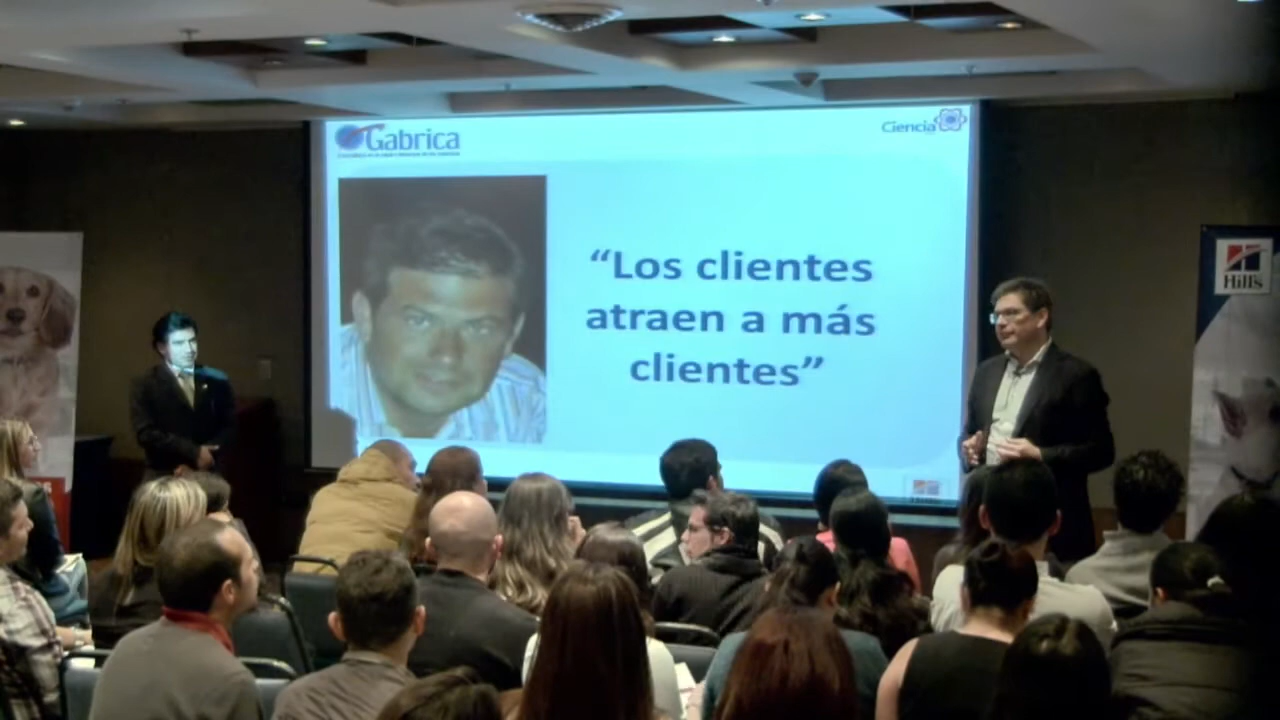 Gabrica
Ciencia
“Los clientes
atraen a más
clientes”
Hill's